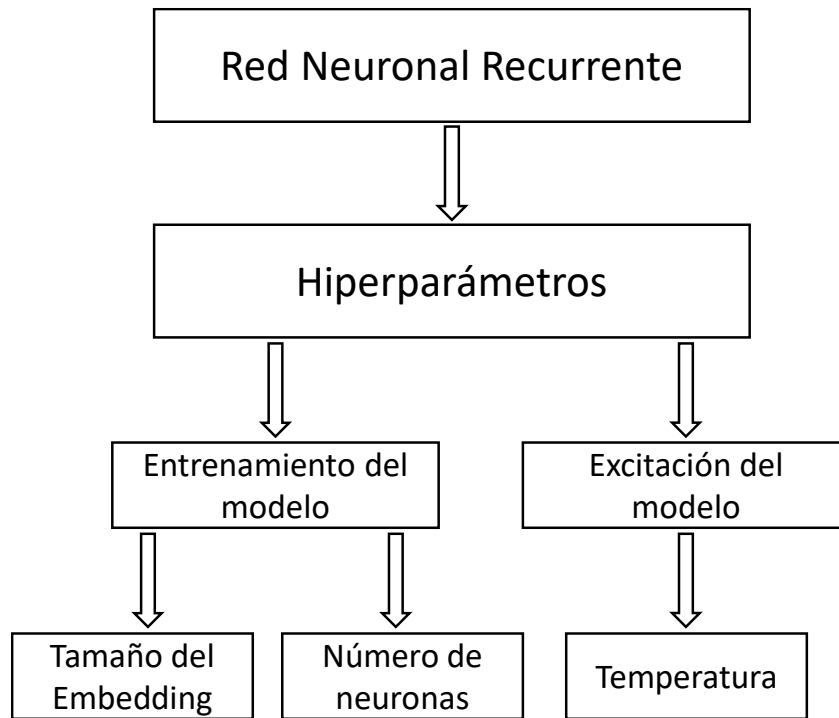 Red Neuronal Recurrente
Hiperparámetros
Entrenamiento del
modelo
Excitación del
modelo
Tamaño del
Embedding
Número de
neuronas
Temperatura